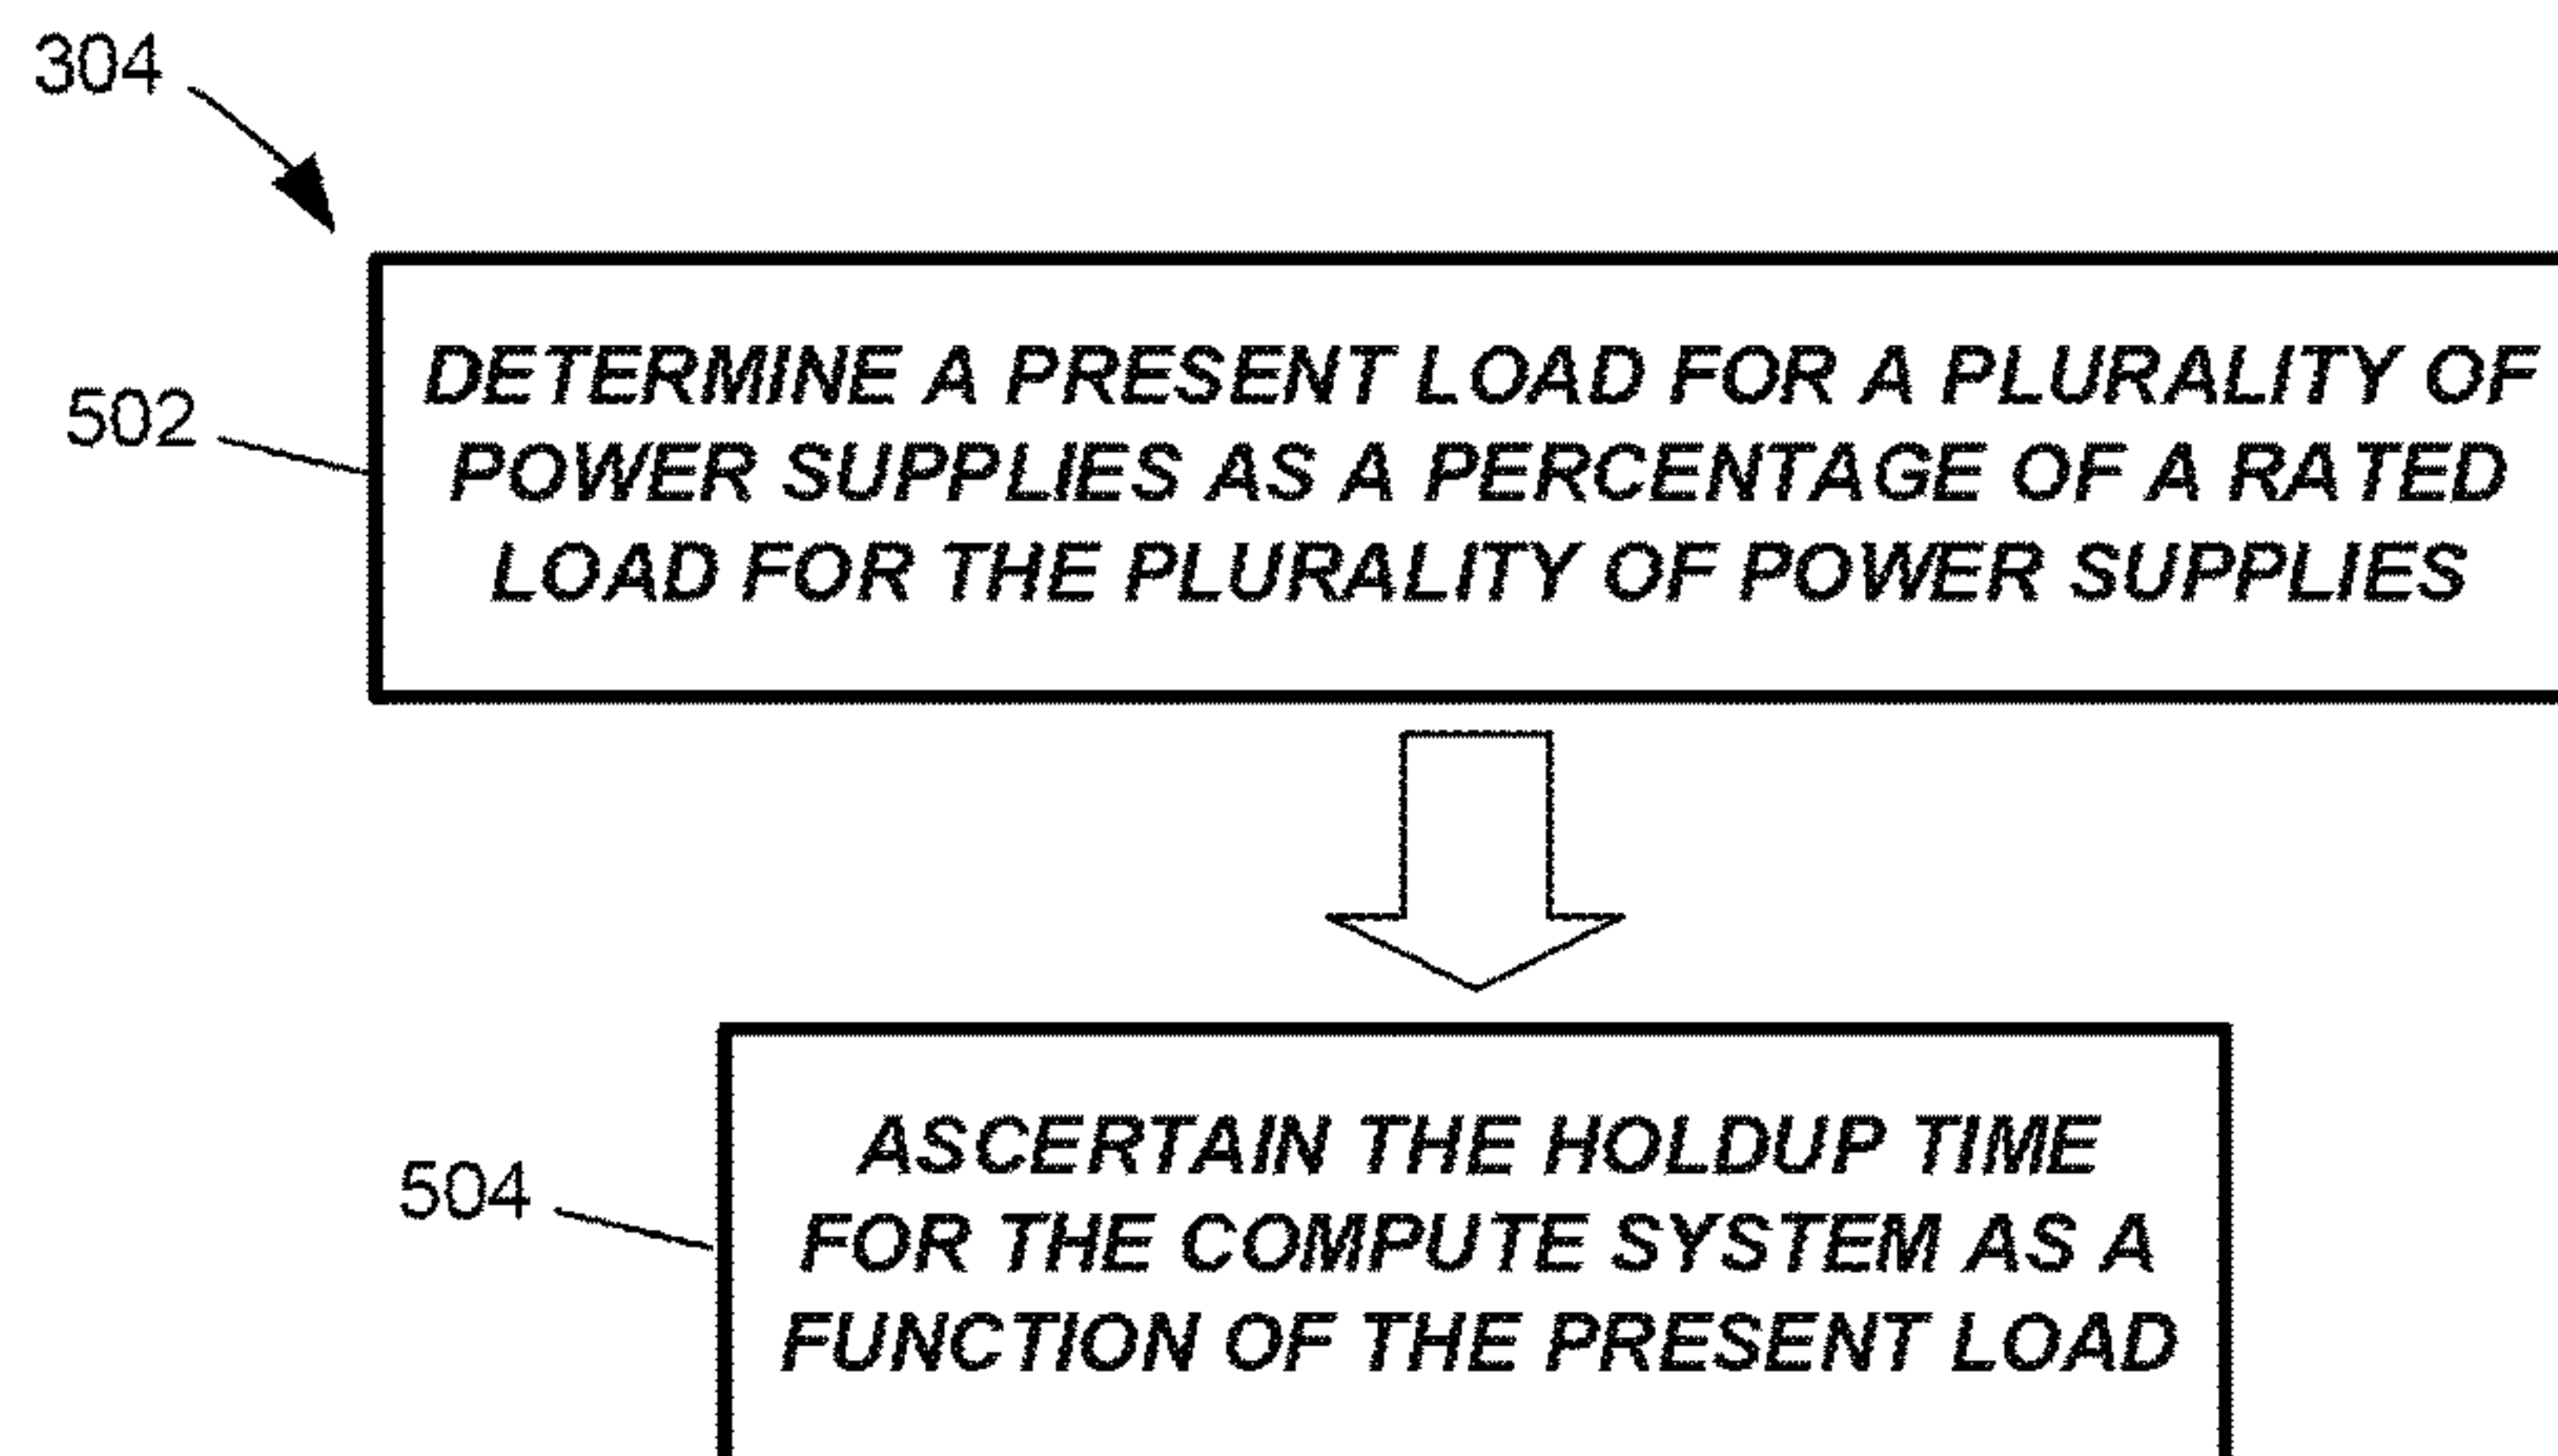 304
502
DETERMINE A PRESENT LOAD FOR A PLURALITY OF
POWER SUPPLIES AS A PERCENTAGE OF A RATED
LOAD FOR THE PLURALITY OF POWER SUPPLIES
504
ASCERTAIN THE HOLDUP TIME
FOR THE COMPUTE SYSTEM AS A
FUNCTION OF THE PRESENT LOAD